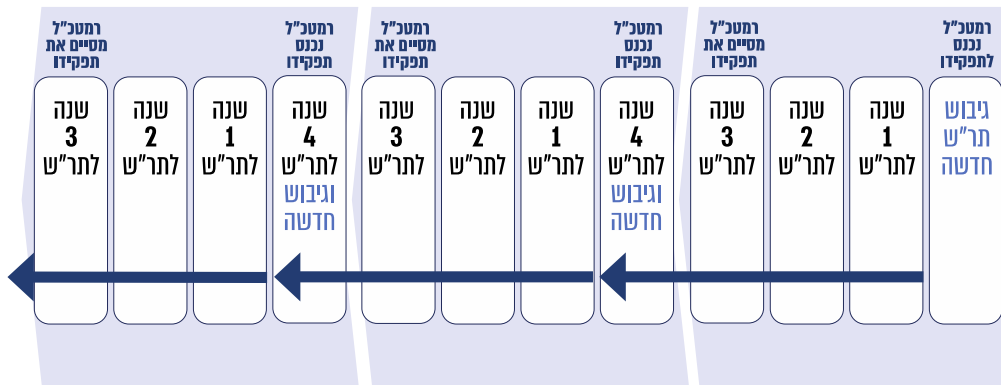 רמטכ"ל
נכנס
לתפקידו
רמטכ"ל
מסיים את
תפקידו
רמטכ"ל
נכנס
תפקידו
רמטכ"ל
מסיים את
תפקידו
רמטכ"ל
נכנס
תפקידו
רמטכ"ל
מסיים את
תפקידו
גיבוש
תר"ש
חדשה
שנה
1
לתר"ש
שנה
2
לתר"ש
שנה
3
לתר"ש
שנה
4
לתר"ש
וגיבוש
חדשה
שנה
1
לתר"ש
שנה
2
לתר"ש
שנה
3
לתר"ש
שנה
4
לתר"ש
וגיבוש
חדשה
שנה
1
לתר"ש
שנה
2
לתר"ש
שנה
3
לתר"ש